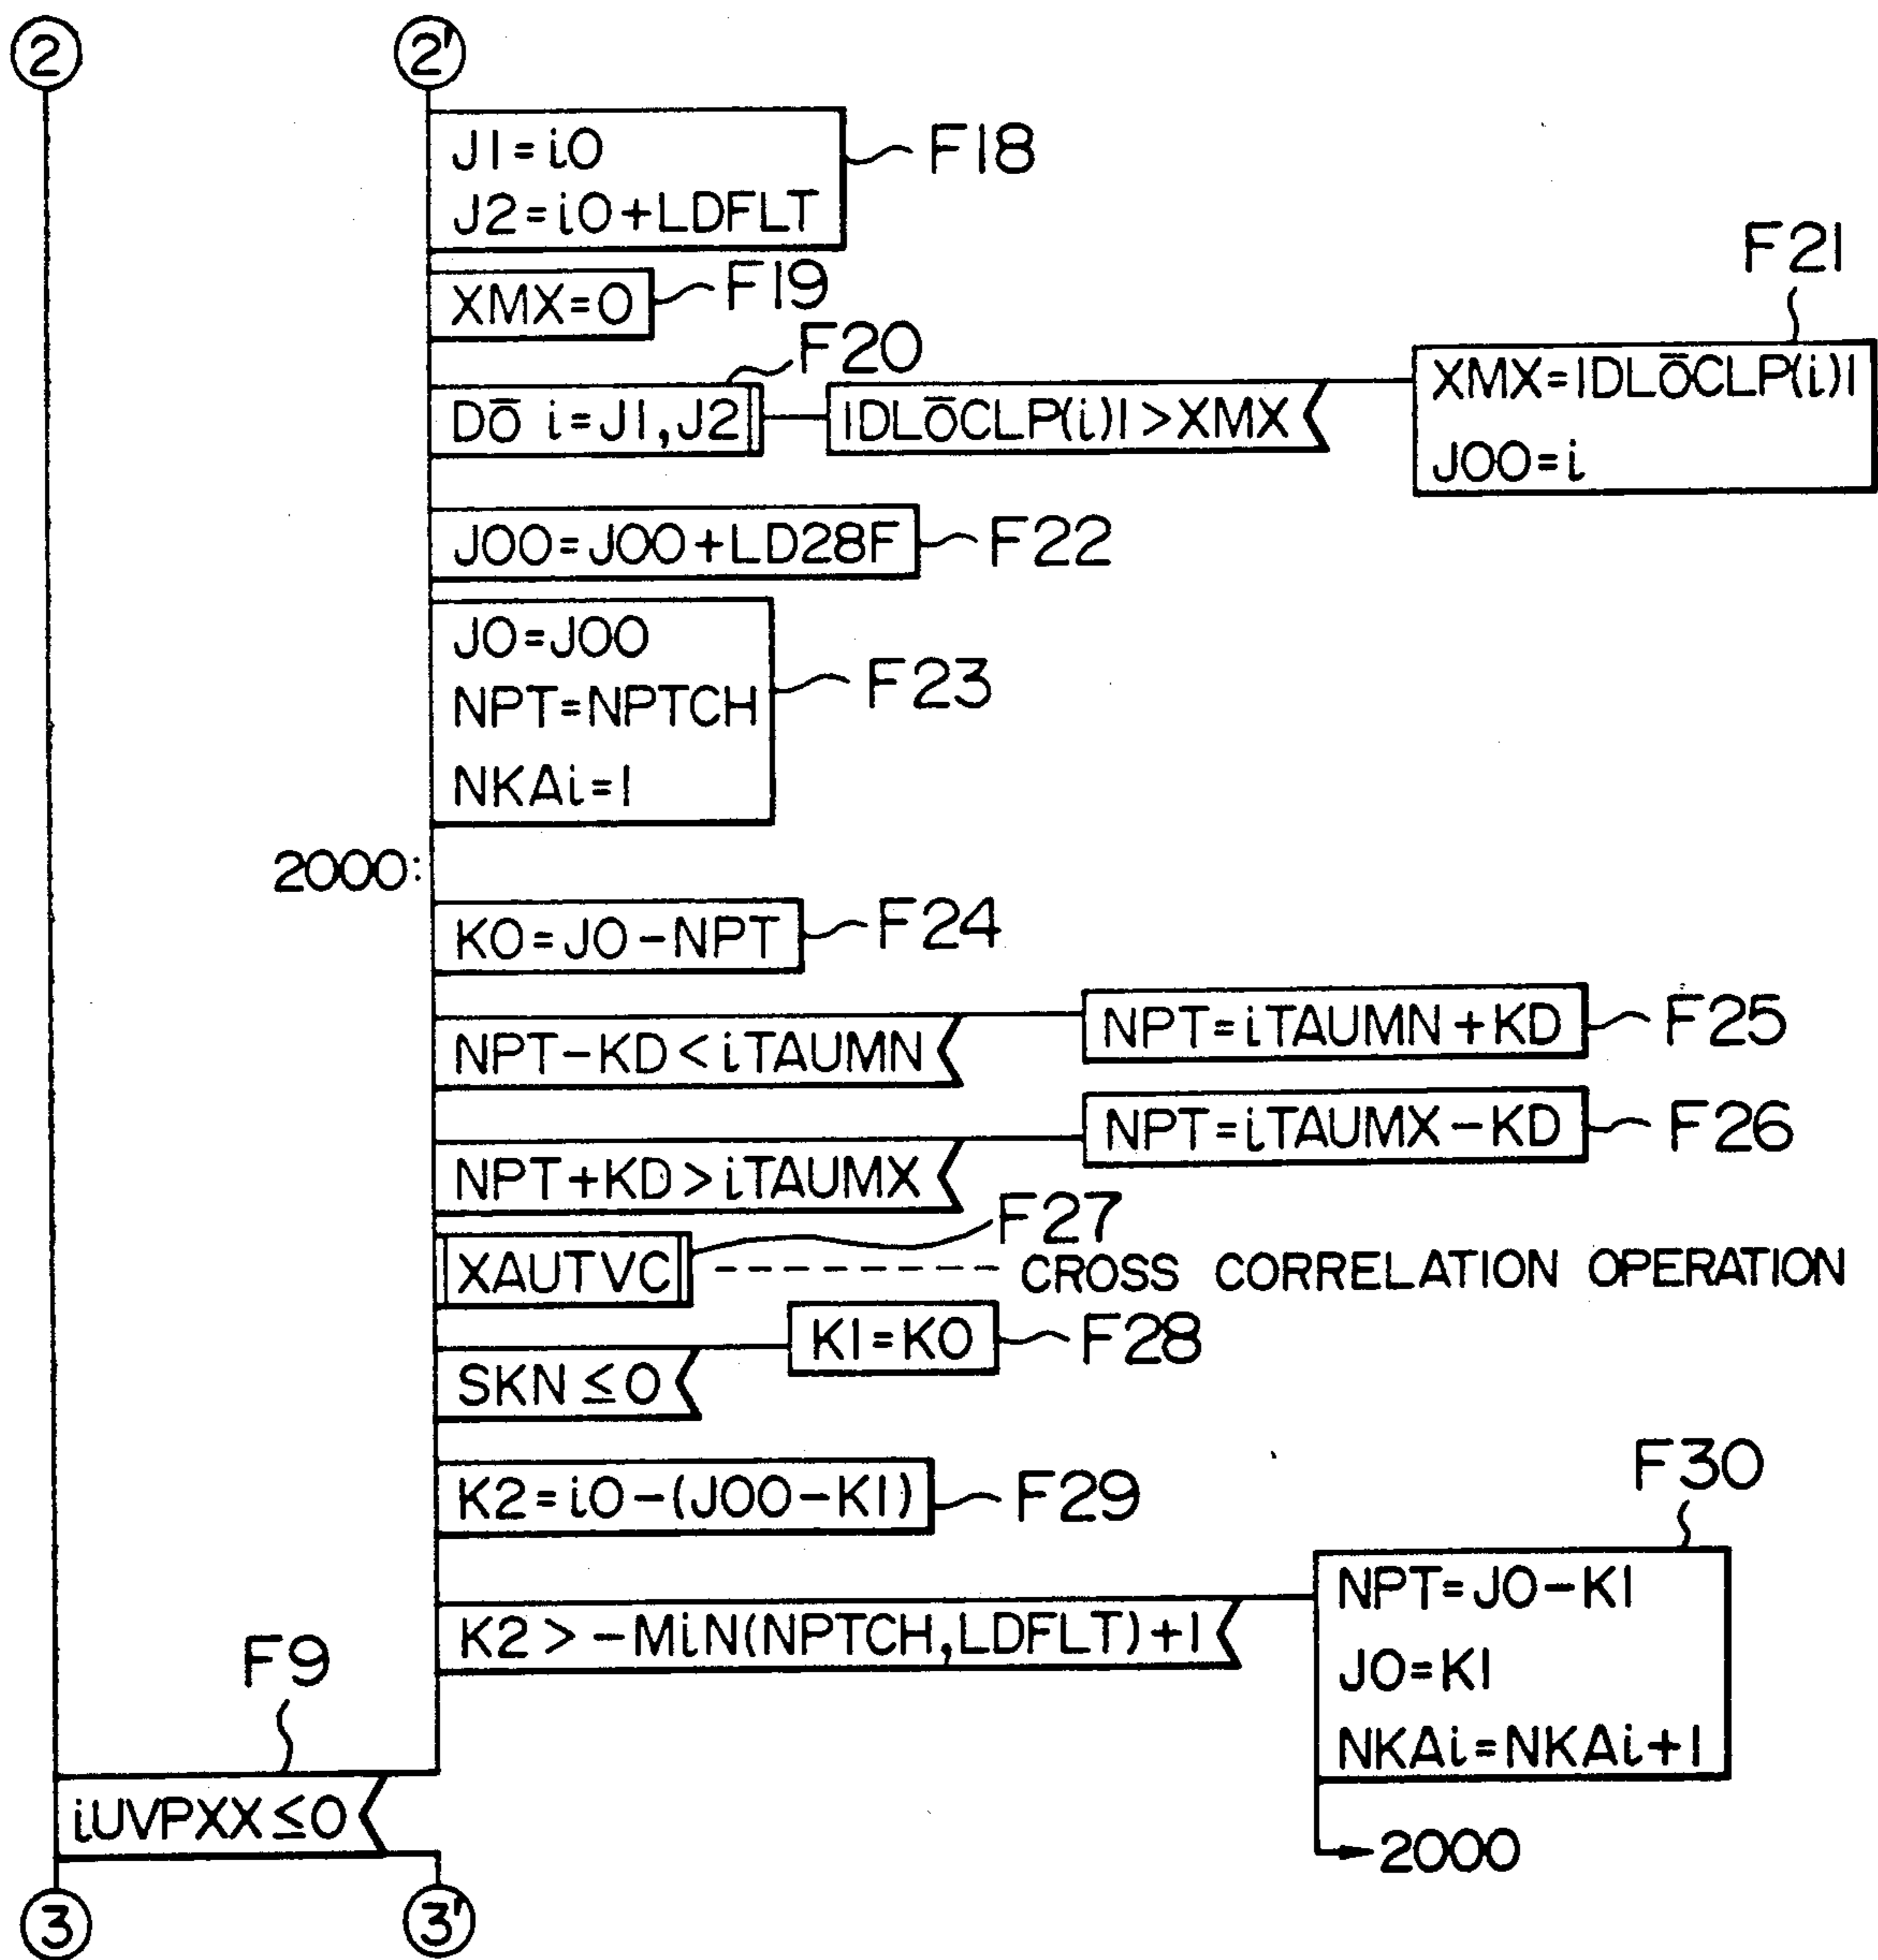 2
2'
J1=i0
J2=i0+LDFLT
F18
XMX=0
F19
F20
F21
DŌ i=J1,J2
|DLŌCLP(i)|>XMX
XMX=|DLŌCLP(i)|
J00=i
J00=J00+LD28F
F22
J0=J00
NPT=NPTCH
NKAi=1
F23
2000:
K0=J0-NPT
F24
NPT-KD<iTAUMN
NPT=iTAUMN+KD
F25
NPT+KD>iTAUMX
NPT=iTAUMX-KD
F26
XAUTVC
F27
CROSS CORRELATION OPERATION
SKN≤0
K1=K0
F28
K2=i0-(J00-K1)
F29
F30
K2>-MiN(NPTCH,LDFLT)+1
NPT=J0-K1
J0=K1
NKAi=NKAi+1
2000
F9
iUVPXX≤0
3
3'